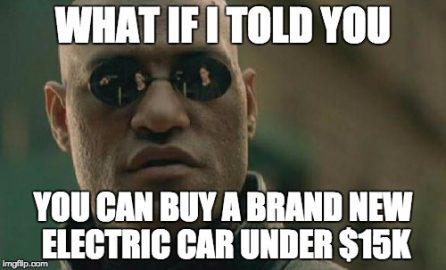 WHAT IF I TOLD YOU
YOU CAN BUY A BRAND NEW
ELECTRIC CAR UNDER $15K
imgflip.com